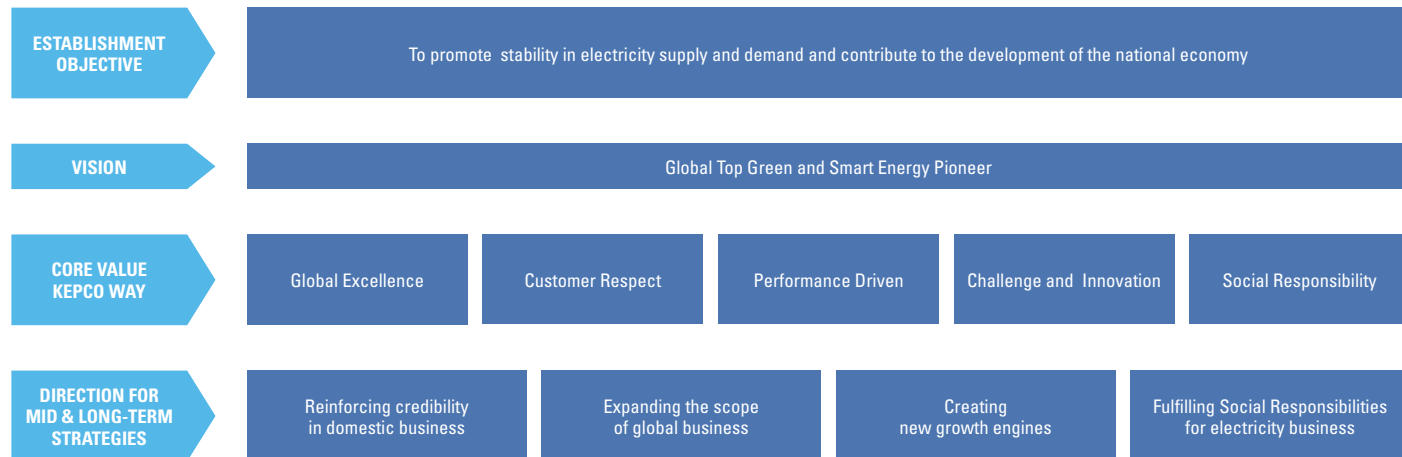 ESTABLISHMENT
OBJECTIVE
To promote stability in electricity supply and demand and contribute to the development of the national economy
VISION
Global Top Green and Smart Energy Pioneer
CORE VALUE
KEPCO WAY
Global Excellence
Customer Respect
Performance Driven
Challenge and Innovation
Social Responsibility
DIRECTION FOR
MID & LONG-TERM
STRATEGIES
Reinforcing credibility
in domestic business
Expanding the scope
of global business
Creating
new growth engines
Fulfilling Social Responsibilities
for electricity business